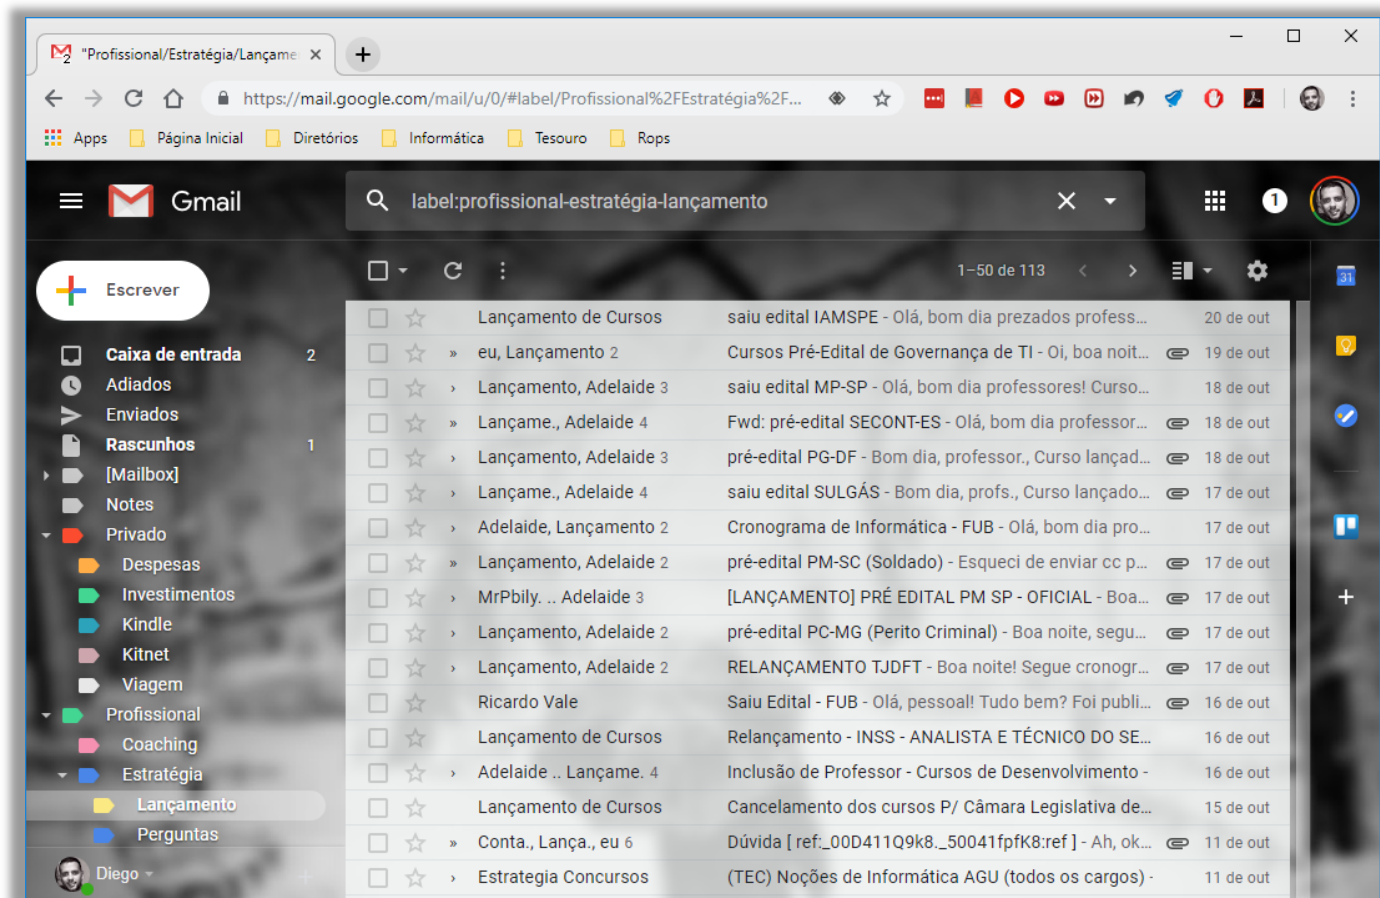 "Profissional/Estratégia/Lançame
https://mail.google.com/mail/u/0/#label/Profissional%2FEstratégia%2F...
Apps Página Inicial Diretórios Informática Tesouro Rops
Gmail label:profissional-estratégia-lançamento 1
Escrever 1–50 de 113 31
Lançamento de Cursos saiu edital IAMSPE - Olá, bom dia prezados profess... 20 de out
Caixa de entrada 2 » eu, Lançamento 2 Cursos Pré-Edital de Governança de TI - Oi, boa noit... 19 de out
Adiados › Lançamento, Adelaide 3 saiu edital MP-SP - Olá, bom dia professores! Curso... 18 de out
Enviados » Lançame., Adelaide 4 Fwd: pré-edital SECONT-ES - Olá, bom dia professor... 18 de out
Rascunhos 1 › Lançamento, Adelaide 3 pré-edital PG-DF - Bom dia, professor., Curso lançad... 18 de out
[Mailbox]
Notes › Lançame., Adelaide 4 saiu edital SULGÁS - Bom dia, profs., Curso lançado... 17 de out
Privado › Adelaide, Lançamento 2 Cronograma de Informática - FUB - Olá, bom dia pro... 17 de out
Despesas » Lançamento, Adelaide 2 pré-edital PM-SC (Soldado) - Esqueci de enviar cc p... 17 de out
Investimentos › MrPbily. .. Adelaide 3 [LANÇAMENTO] PRÉ EDITAL PM SP - OFICIAL - Boa... 17 de out
Kindle › Lançamento, Adelaide 2 pré-edital PC-MG (Perito Criminal) - Boa noite, segu... 17 de out
Kitnet › Lançamento, Adelaide 2 RELANÇAMENTO TJDFT - Boa noite! Segue cronogr... 17 de out
Viagem Ricardo Vale Saiu Edital - FUB - Olá, pessoal! Tudo bem? Foi publi... 16 de out
Profissional
Coaching Lançamento de Cursos Relançamento - INSS - ANALISTA E TÉCNICO DO SE... 16 de out
Estratégia › Adelaide .. Lançame. 4 Inclusão de Professor - Cursos de Desenvolvimento - 16 de out
Lançamento Lançamento de Cursos Cancelamento dos cursos P/ Câmara Legislativa de... 15 de out
Perguntas » Conta., Lança., eu 6 Dúvida [ ref:_00D411Q9k8._50041fpfK8:ref ] - Ah, ok... 11 de out
Diego › Estrategia Concursos (TEC) Noções de Informática AGU (todos os cargos) - 11 de out